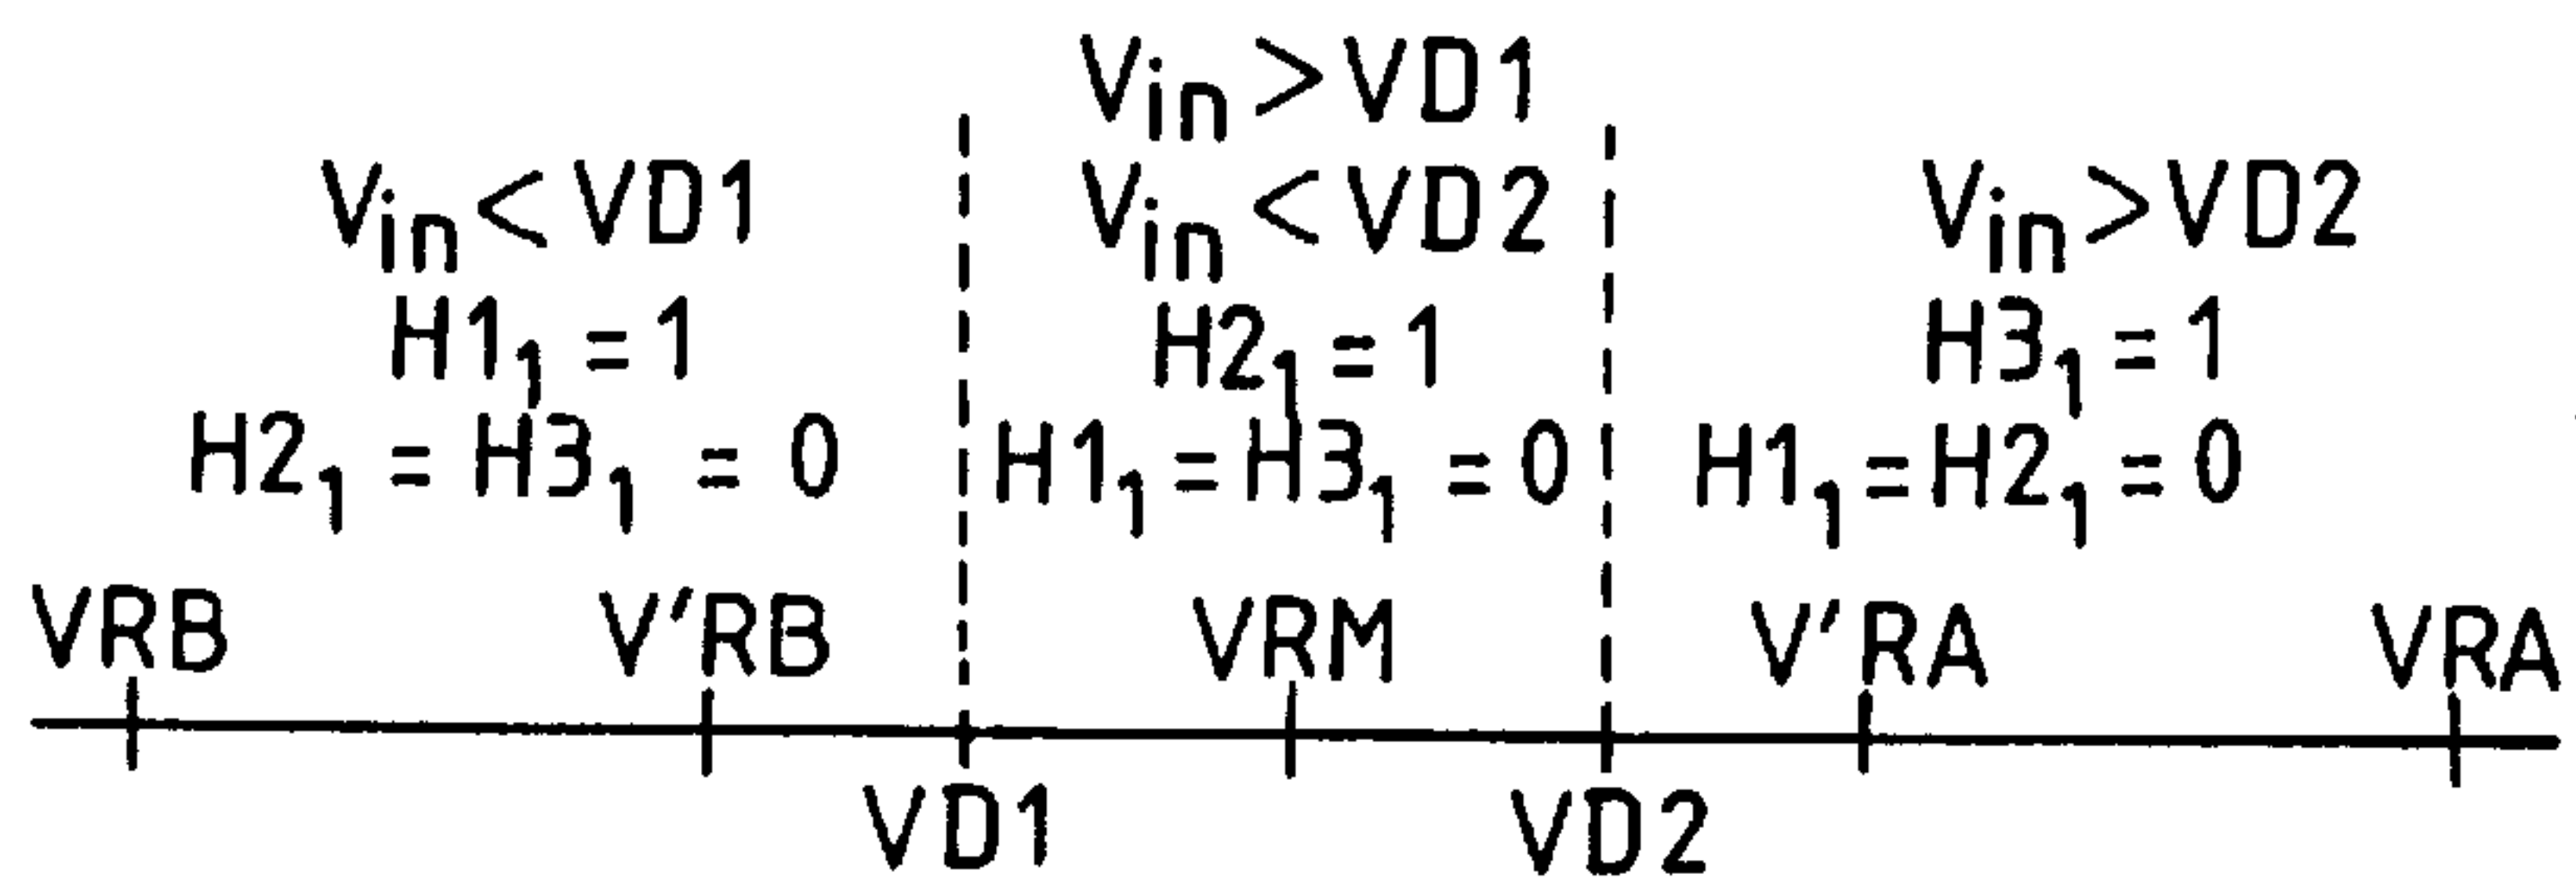 Vin < VD1
H1₁ = 1
H2₁ = H3₁ = 0
Vin > VD1
Vin < VD2
H2₁ = 1
H1₁ = H3₁ = 0
Vin > VD2
H3₁ = 1
H1₁ = H2₁ = 0
VRB V'RB VRM V'RA VRA
VD1 VD2